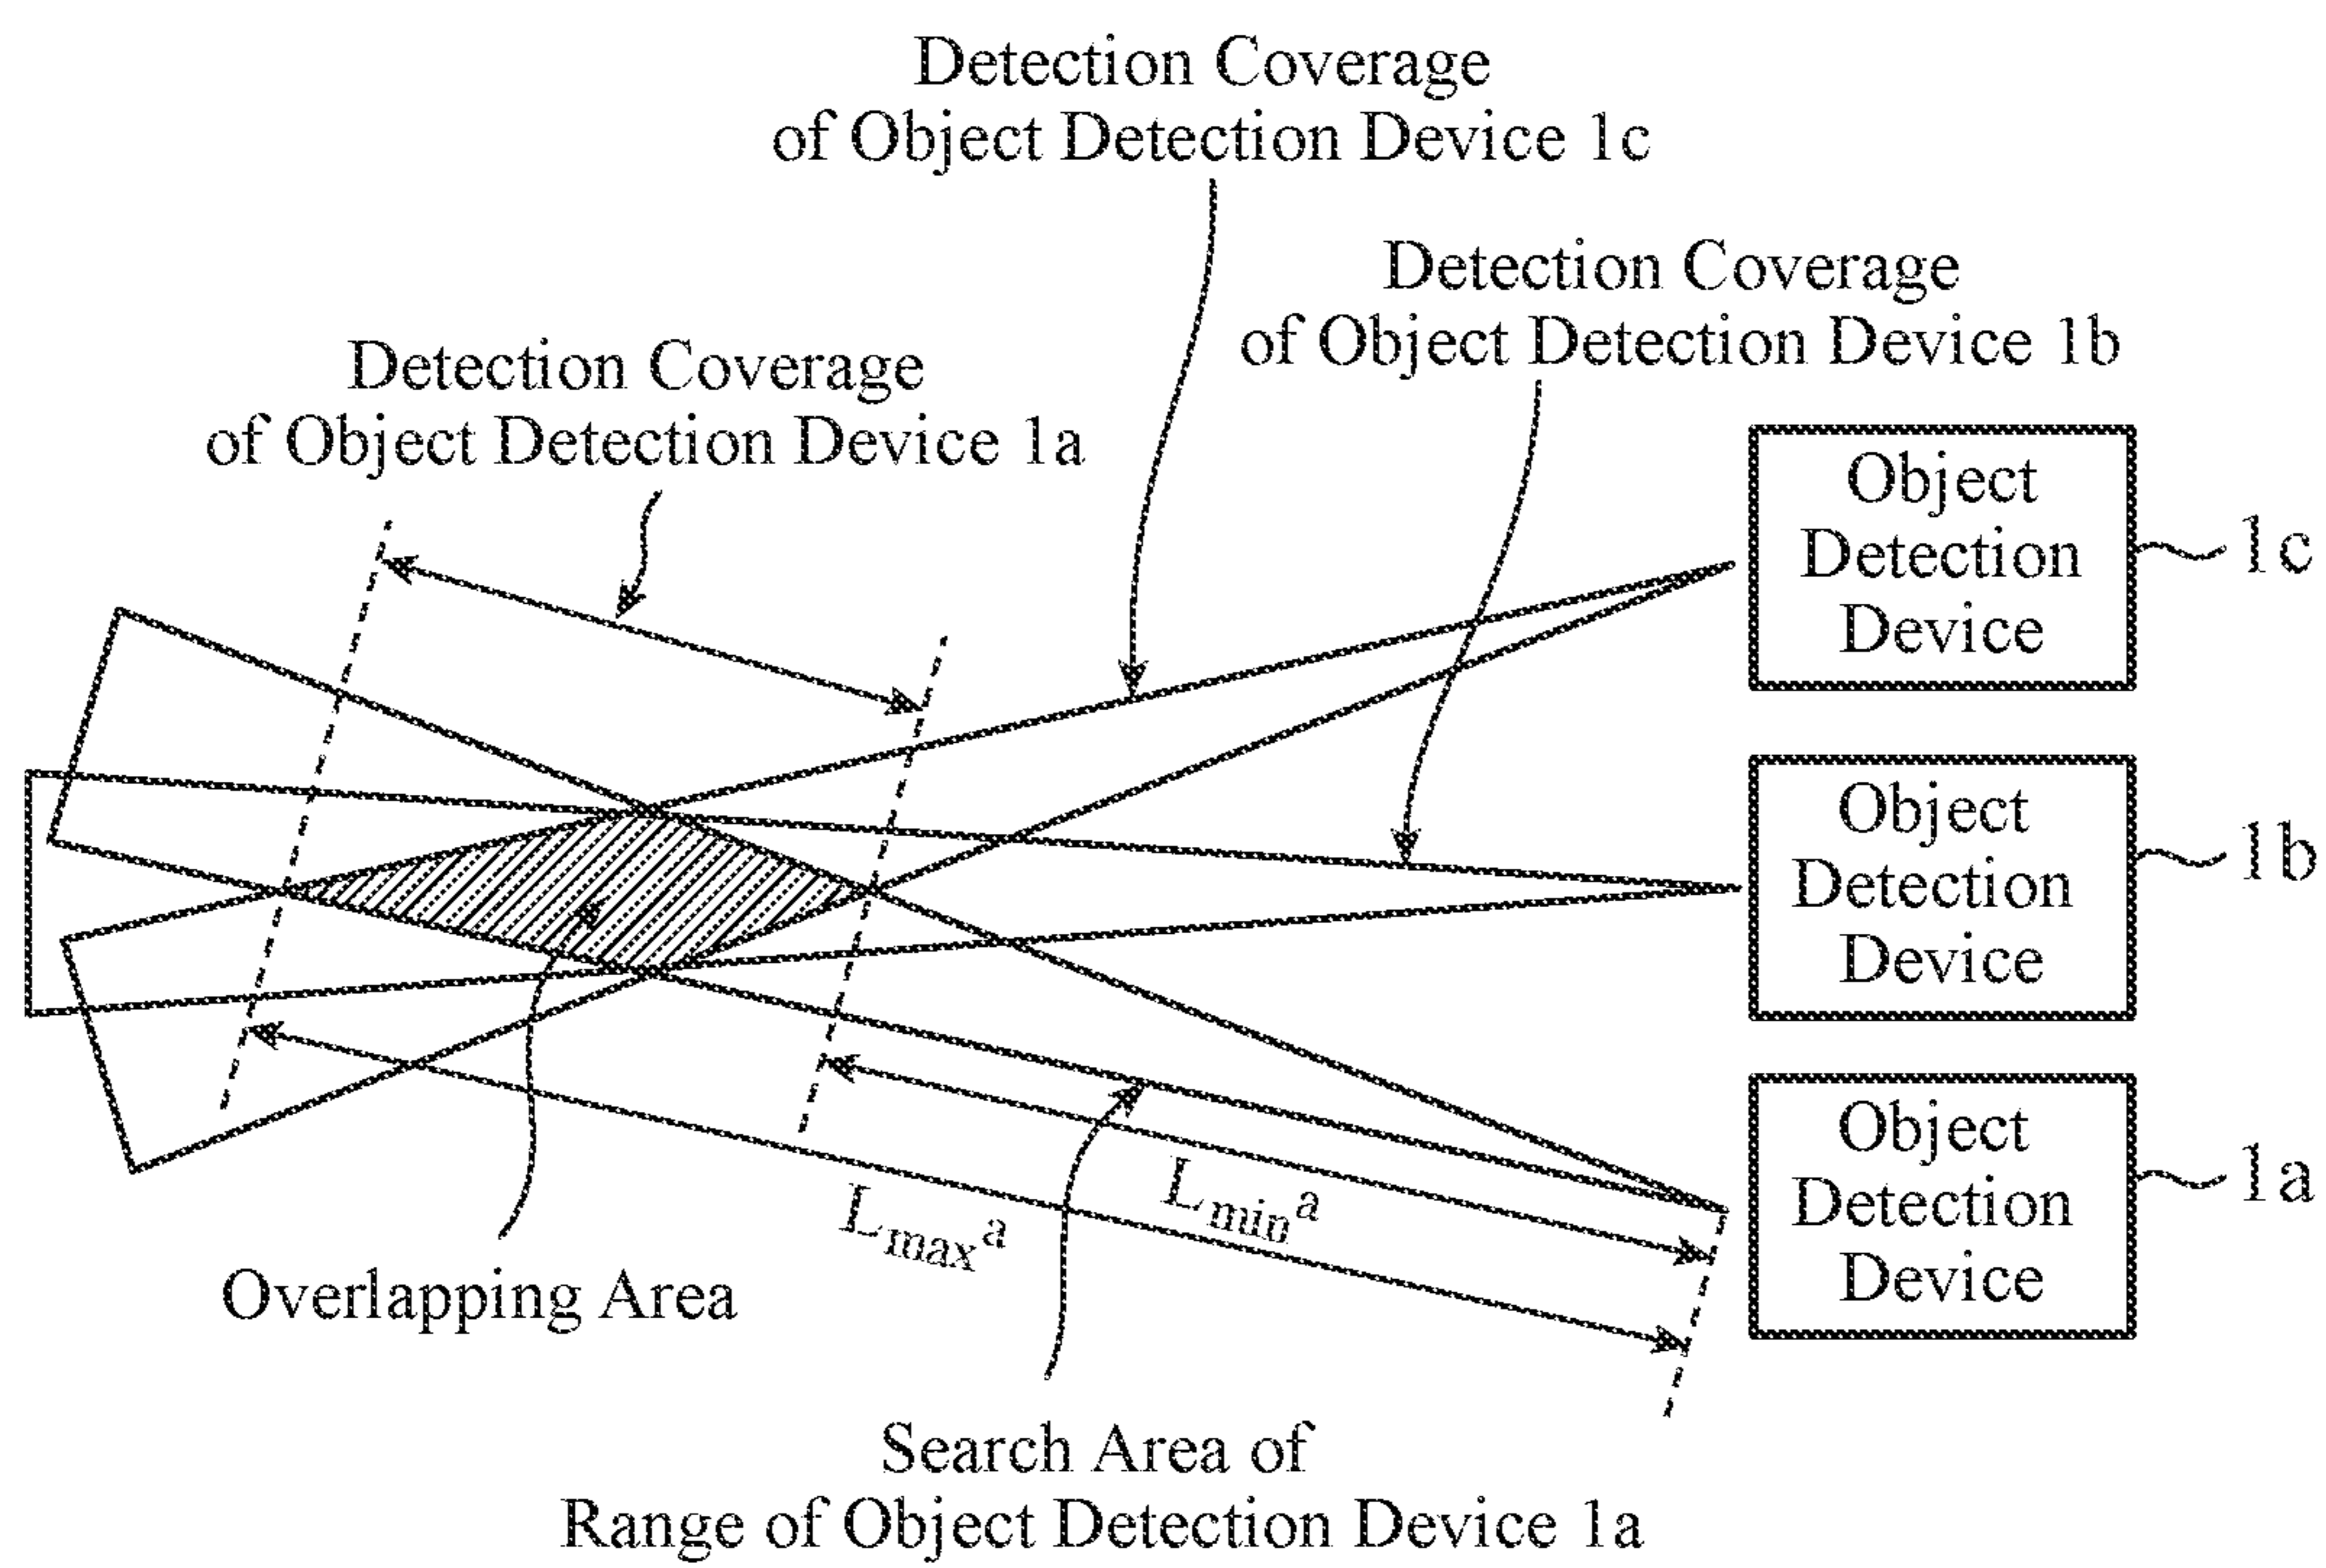 Detection Coverage
of Object Detection Device 1c
Detection Coverage
of Object Detection Device 1b
Detection Coverage
of Object Detection Device 1a
Object
Detection
Device
1c
Object
Detection
Device
1b
Object
Detection
Device
1a
Lmin^a
Lmax^a
Overlapping Area
Search Area of
Range of Object Detection Device 1a